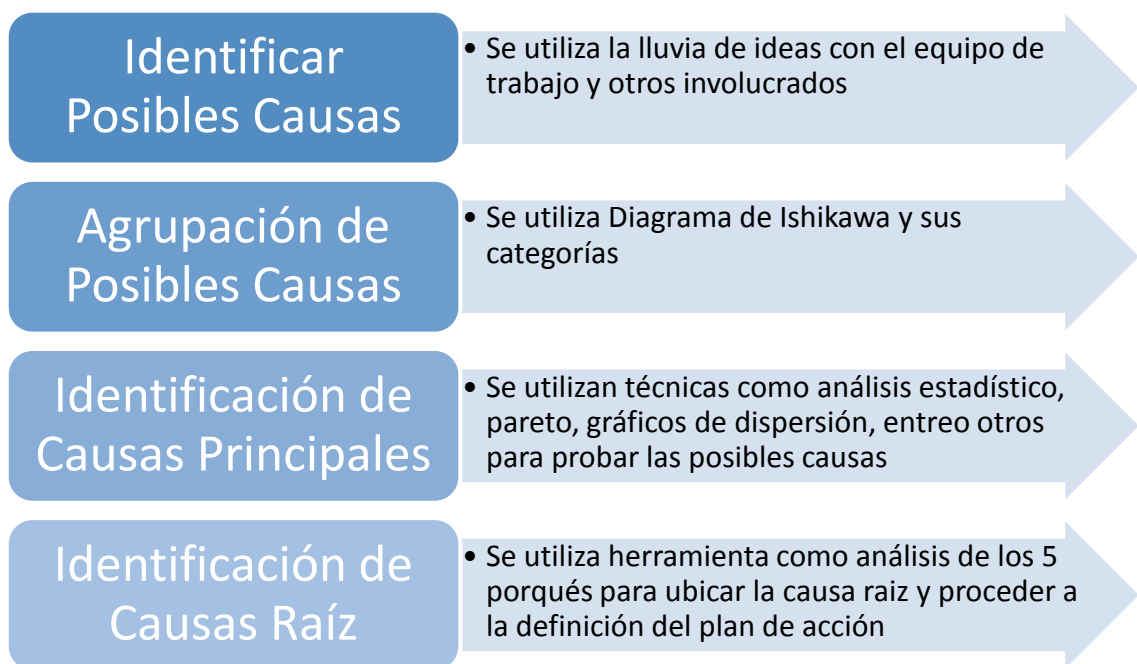 Identificar
Posibles Causas
• Se utiliza la lluvia de ideas con el equipo de
trabajo y otros involucrados
Agrupación de
Posibles Causas
• Se utiliza Diagrama de Ishikawa y sus
categorías
Identificación de
Causas Principales
• Se utilizan técnicas como análisis estadístico,
pareto, gráficos de dispersión, entreo otros
para probar las posibles causas
Identificación de
Causas Raíz
• Se utiliza herramienta como análisis de los 5
porqués para ubicar la causa raiz y proceder a
la definición del plan de acción